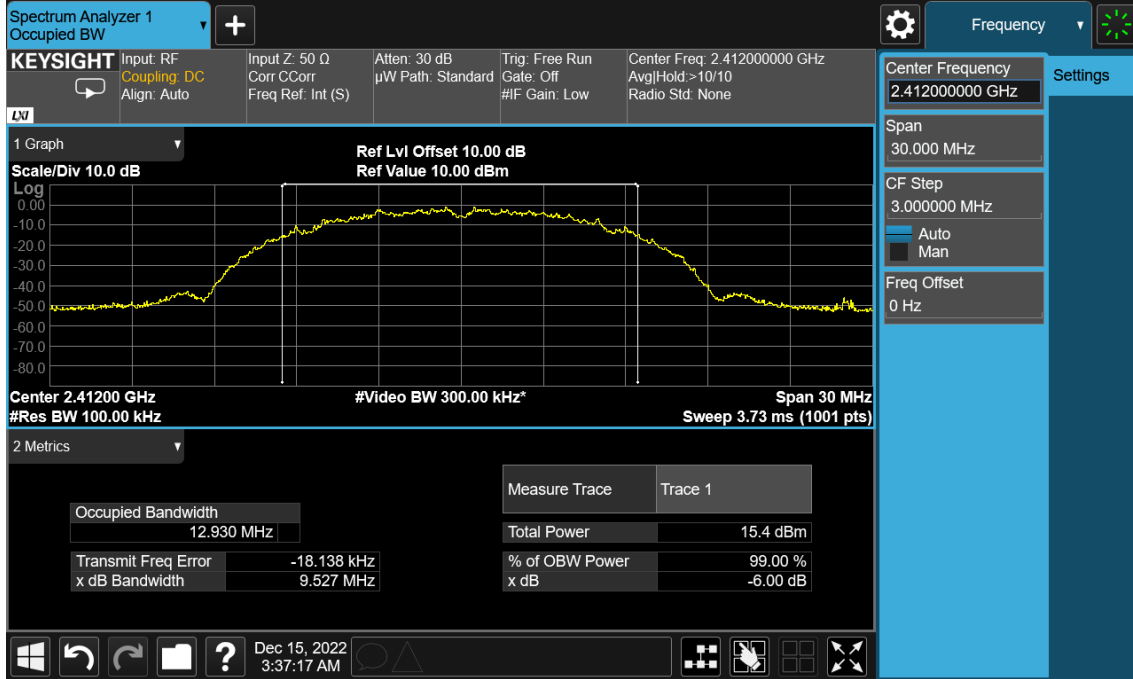 Spectrum Analyzer 1
Occupied BW
Frequency
KEYSIGHT
LXI
Input: RF
Coupling: DC
Align: Auto
Input Z: 50 Ω
Corr CCorr
Freq Ref: Int (S)
Atten: 30 dB
µW Path: Standard
Trig: Free Run
Gate: Off
#IF Gain: Low
Center Freq: 2.412000000 GHz
Avg|Hold:>10/10
Radio Std: None
Center Frequency
2.412000000 GHz
Settings
Span
30.000 MHz
CF Step
3.000000 MHz
Auto
Man
Freq Offset
0 Hz
1 Graph
Scale/Div 10.0 dB
Ref Lvl Offset 10.00 dB
Ref Value 10.00 dBm
Log
0.00
-10.0
-20.0
-30.0
-40.0
-50.0
-60.0
-70.0
-80.0
Center 2.41200 GHz
#Video BW 300.00 kHz*
Span 30 MHz
#Res BW 100.00 kHz
Sweep 3.73 ms (1001 pts)
2 Metrics
Measure Trace Trace 1
Occupied Bandwidth
12.930 MHz
Total Power 15.4 dBm
Transmit Freq Error -18.138 kHz
% of OBW Power 99.00 %
x dB Bandwidth 9.527 MHz
x dB -6.00 dB
?
Dec 15, 2022
3:37:17 AM